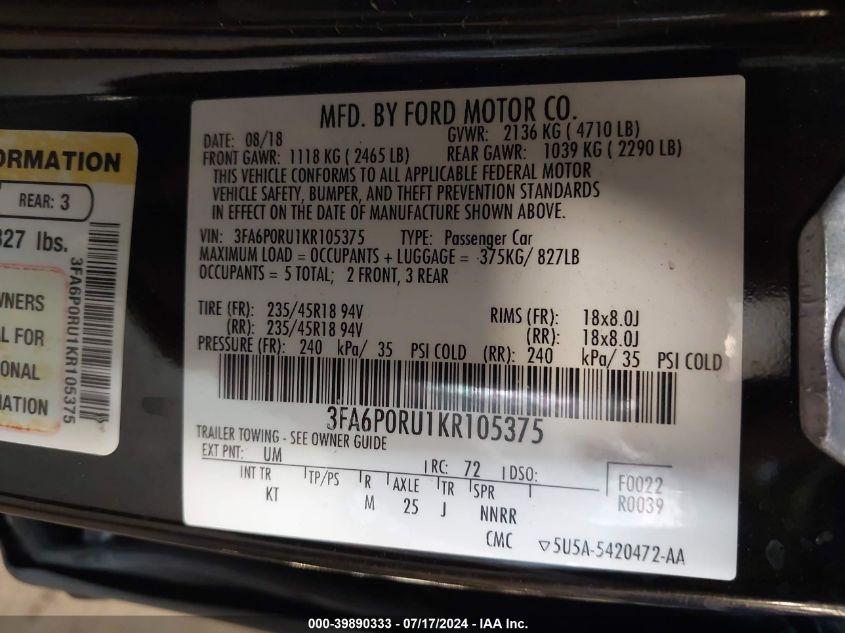 ORMATION
REAR: 3
827 lbs.
WNERS
AL FOR
ONAL
MATION
3FA6P0RU1KR105375
MFD. BY FORD MOTOR CO.
DATE: 08/18 GVWR: 2136 KG ( 4710 LB)
FRONT GAWR: 1118 KG ( 2465 LB) REAR GAWR: 1039 KG ( 2290 LB)
THIS VEHICLE CONFORMS TO ALL APPLICABLE FEDERAL MOTOR
VEHICLE SAFETY, BUMPER, AND THEFT PREVENTION STANDARDS
IN EFFECT ON THE DATE OF MANUFACTURE SHOWN ABOVE.
VIN: 3FA6P0RU1KR105375 TYPE: Passenger Car
MAXIMUM LOAD = OCCUPANTS + LUGGAGE = 375KG/ 827LB
OCCUPANTS = 5 TOTAL; 2 FRONT, 3 REAR
TIRE (FR): 235/45R18 94V RIMS (FR): 18x8.0J
(RR): 235/45R18 94V (RR): 18x8.0J
PRESSURE (FR): 240 kPa/ 35 PSI COLD (RR): 240 kPa/ 35 PSI COLD
3FA6P0RU1KR105375
TRAILER TOWING - SEE OWNER GUIDE
EXT PNT: UM RC: 72 DSO: F0022
INT TR TP/PS R AXLE TR SPR R0039
KT M 25 J NNRR
CMC ▽5U5A-5420472-AA
000-39890333 - 07/17/2024 - IAA Inc.